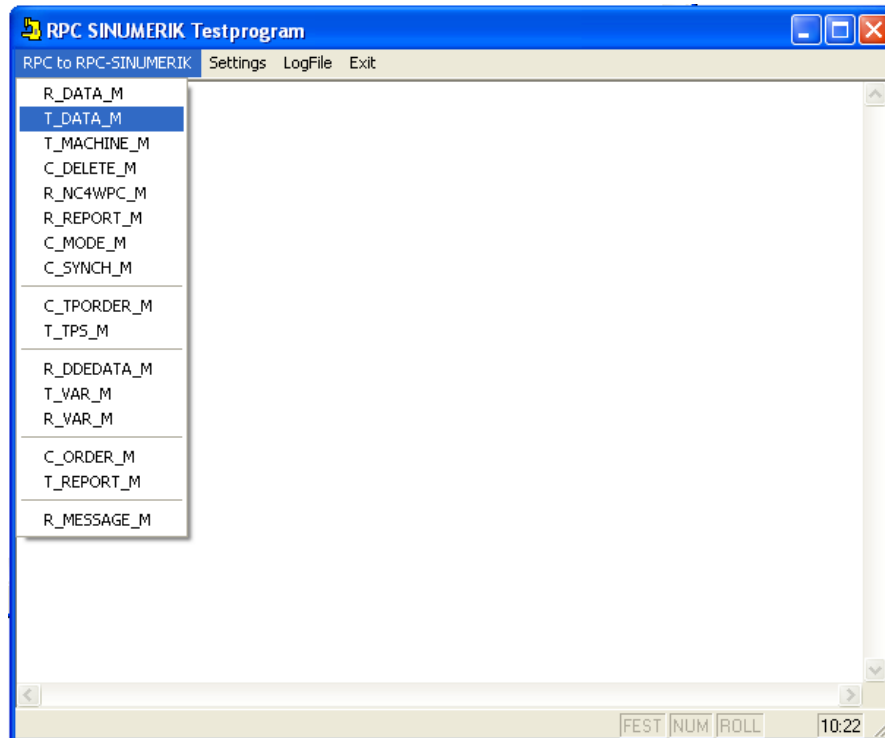 RPC SINUMERIK Testprogram
RPC to RPC-SINUMERIK Settings LogFile Exit
R_DATA_M
T_DATA_M
T_MACHINE_M
C_DELETE_M
R_NC4WPC_M
R_REPORT_M
C_MODE_M
C_SYNCH_M
C_TPORDER_M
T_TPS_M
R_DDEDATA_M
T_VAR_M
R_VAR_M
C_ORDER_M
T_REPORT_M
R_MESSAGE_M
FEST NUM ROLL 10:22